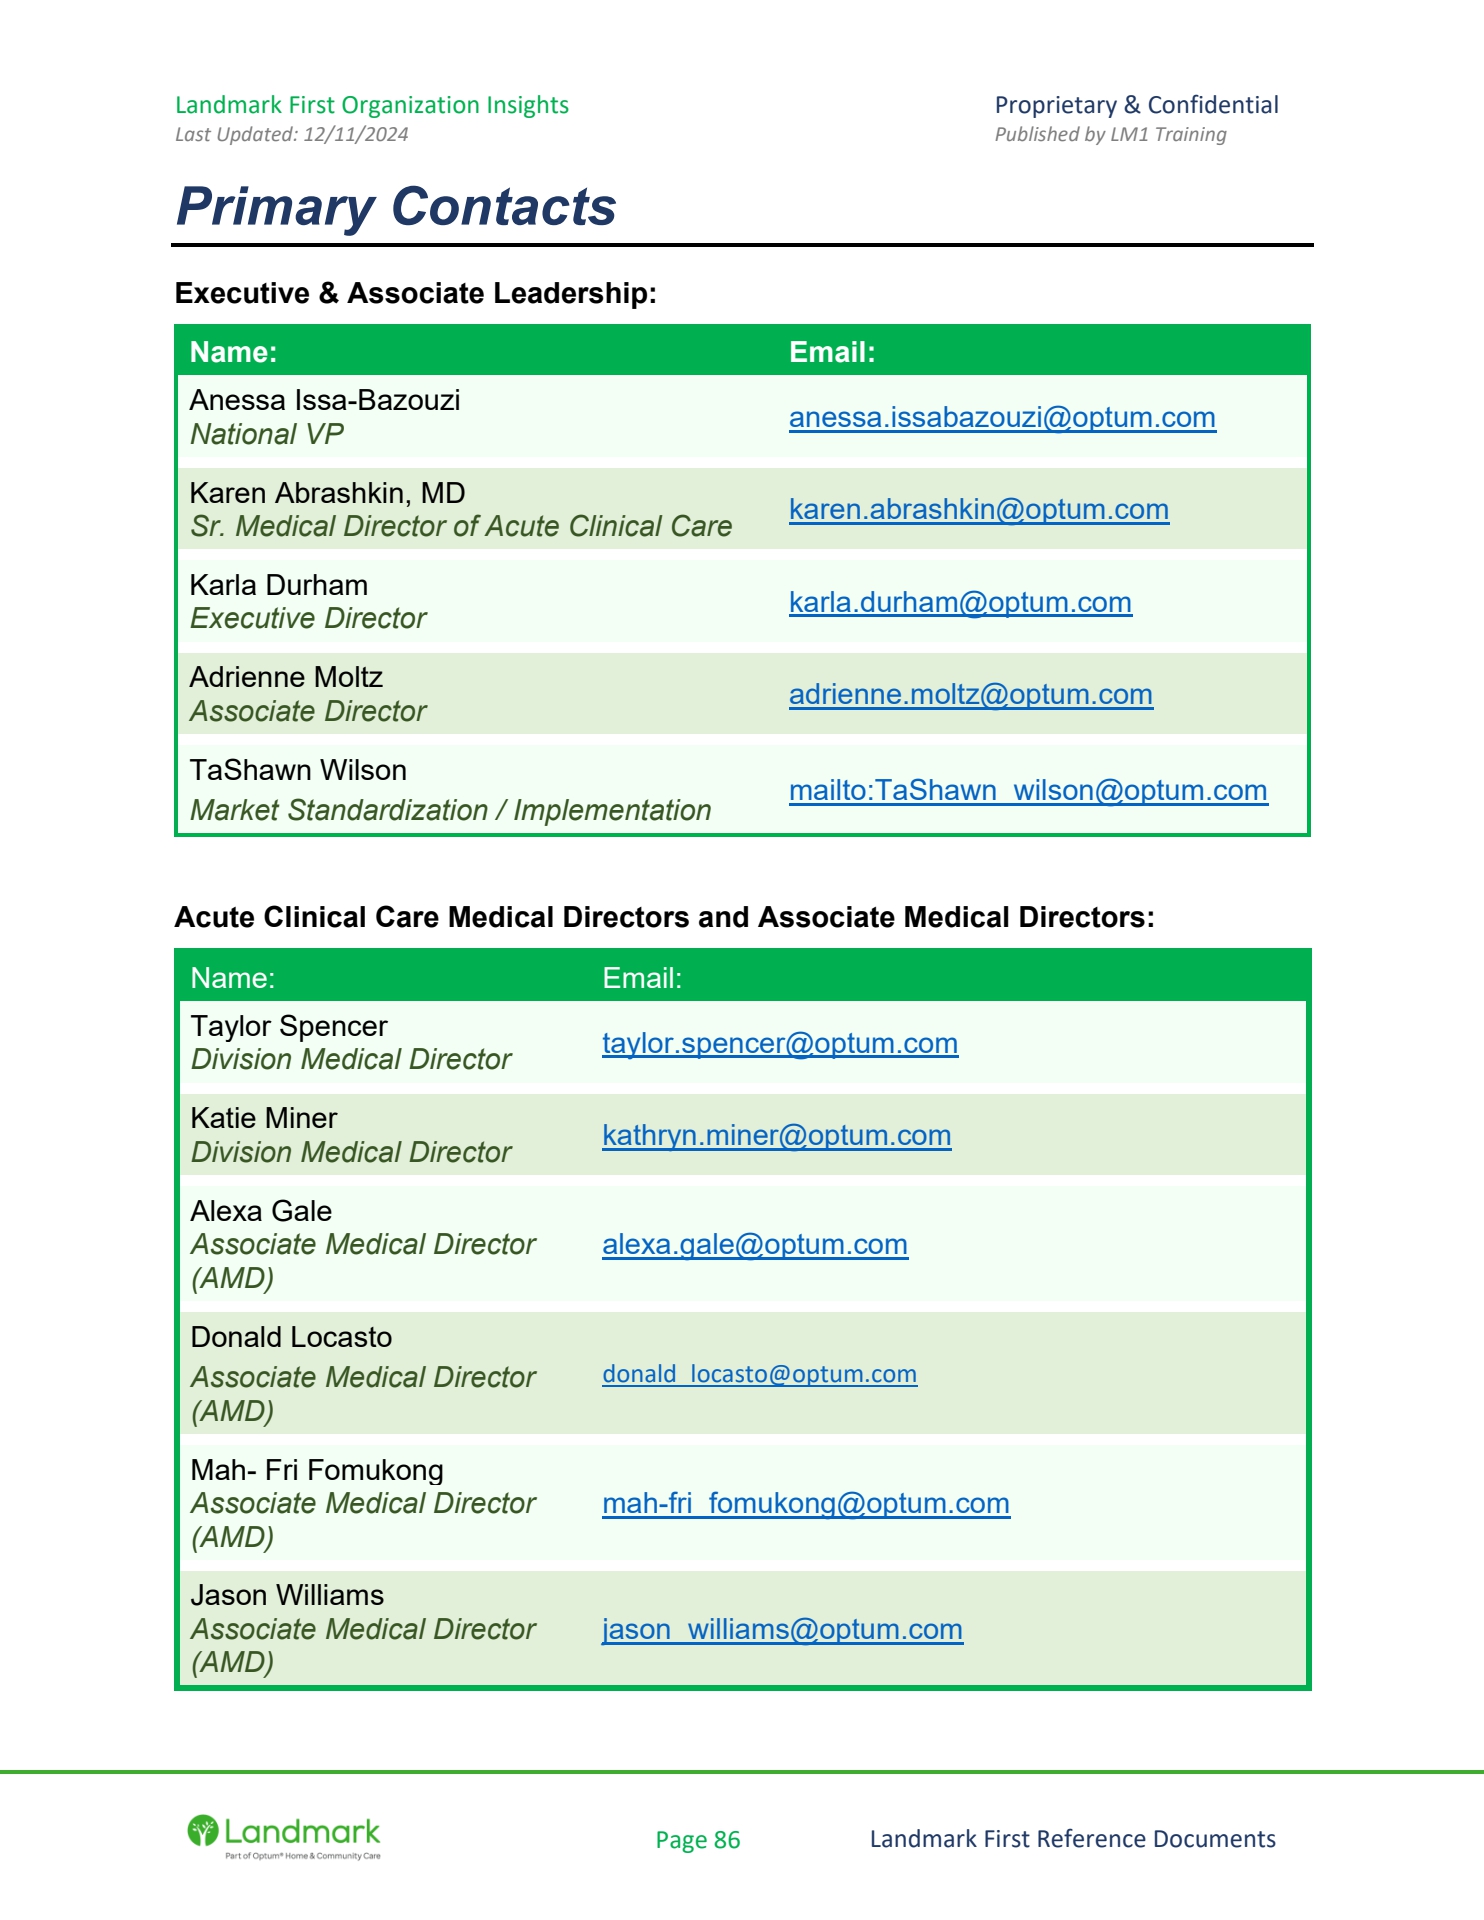 Landmark First Organization Insights
Proprietary & Confidential
Last Updated: 12/11/2024
Published by LM1 Training
Primary Contacts
Executive & Associate Leadership:
Name:
Email:
Anessa Issa-Bazouzi
National VP
anessa.issabazouzi@optum.com
Karen Abrashkin, MD
Sr. Medical Director of Acute Clinical Care
karen.abrashkin@optum.com
Karla Durham
Executive Director
karla.durham@optum.com
Adrienne Moltz
Associate Director
adrienne.moltz@optum.com
TaShawn Wilson
Market Standardization / Implementation
mailto:TaShawn_wilson@optum.com
Acute Clinical Care Medical Directors and Associate Medical Directors:
Name:
Email:
Taylor Spencer
Division Medical Director
taylor.spencer@optum.com
Katie Miner
Division Medical Director
kathryn.miner@optum.com
Alexa Gale
Associate Medical Director
(AMD)
alexa.gale@optum.com
Donald Locasto
Associate Medical Director
(AMD)
donald_locasto@optum.com
Mah- Fri Fomukong
Associate Medical Director
(AMD)
mah-fri_fomukong@optum.com
Jason Williams
Associate Medical Director
(AMD)
jason_williams@optum.com
Landmark
Part of Optum® Home & Community Care
Page 86
Landmark First Reference Documents